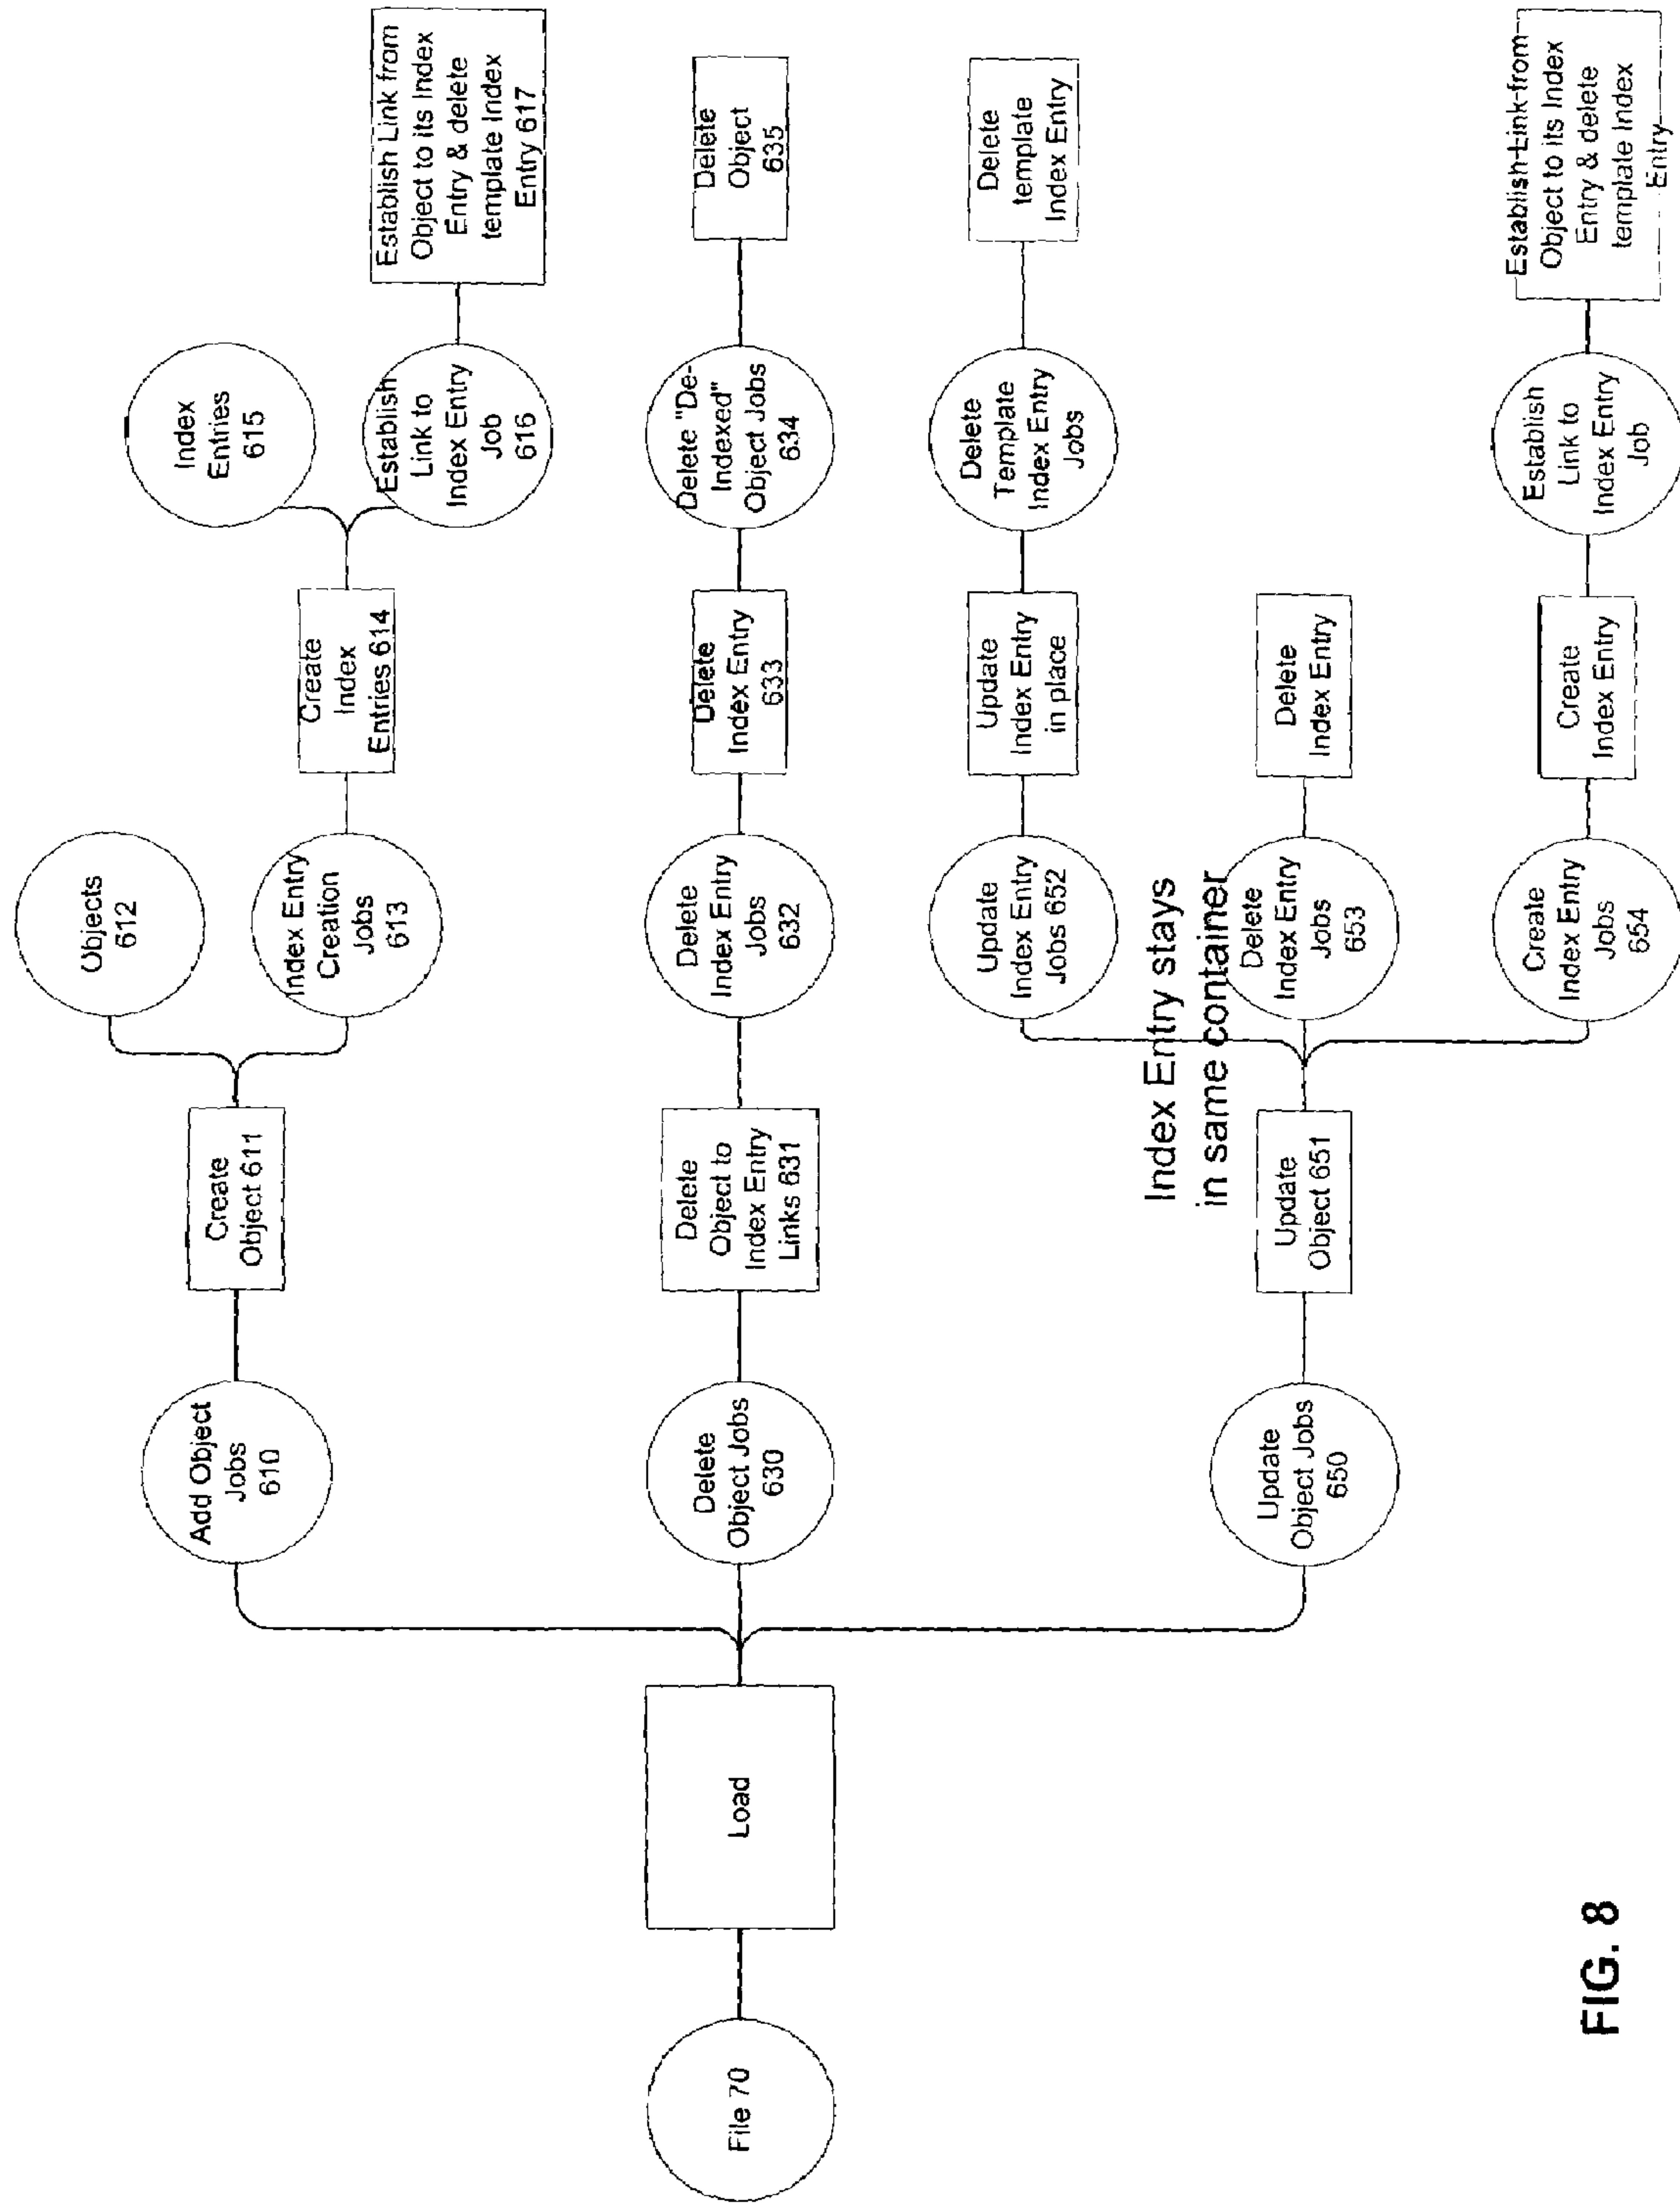 File 70
Load
Add Object
Jobs
610
Create
Object 611
Objects
612
Index Entry
Creation
Jobs
613
Create
Index
Entries 614
Index
Entries
615
Establish
Link to
Index Entry
Job
616
Establish Link from
Object to its Index
Entry & delete
template Index
Entry 617
Delete
Object Jobs
630
Delete
Object to
Index Entry
Links 631
Delete
Index Entry
Jobs
632
Delete
Index Entry
633
Delete "De-
Indexed"
Object Jobs
634
Delete
Object
635
Update
Object Jobs
650
Update
Object 651
Index Entry stays
in same container
Update
Index Entry
Jobs 652
Update
Index Entry
in place
Delete
Template
Index Entry
Jobs
Delete
template
Index Entry
Delete
Index Entry
Jobs
653
Delete
Index Entry
Create
Index Entry
Jobs
654
Create
Index Entry
Establish
Link to
Index Entry
Job
Establish Link from
Object to its Index
Entry & delete
template Index
Entry
FIG. 8